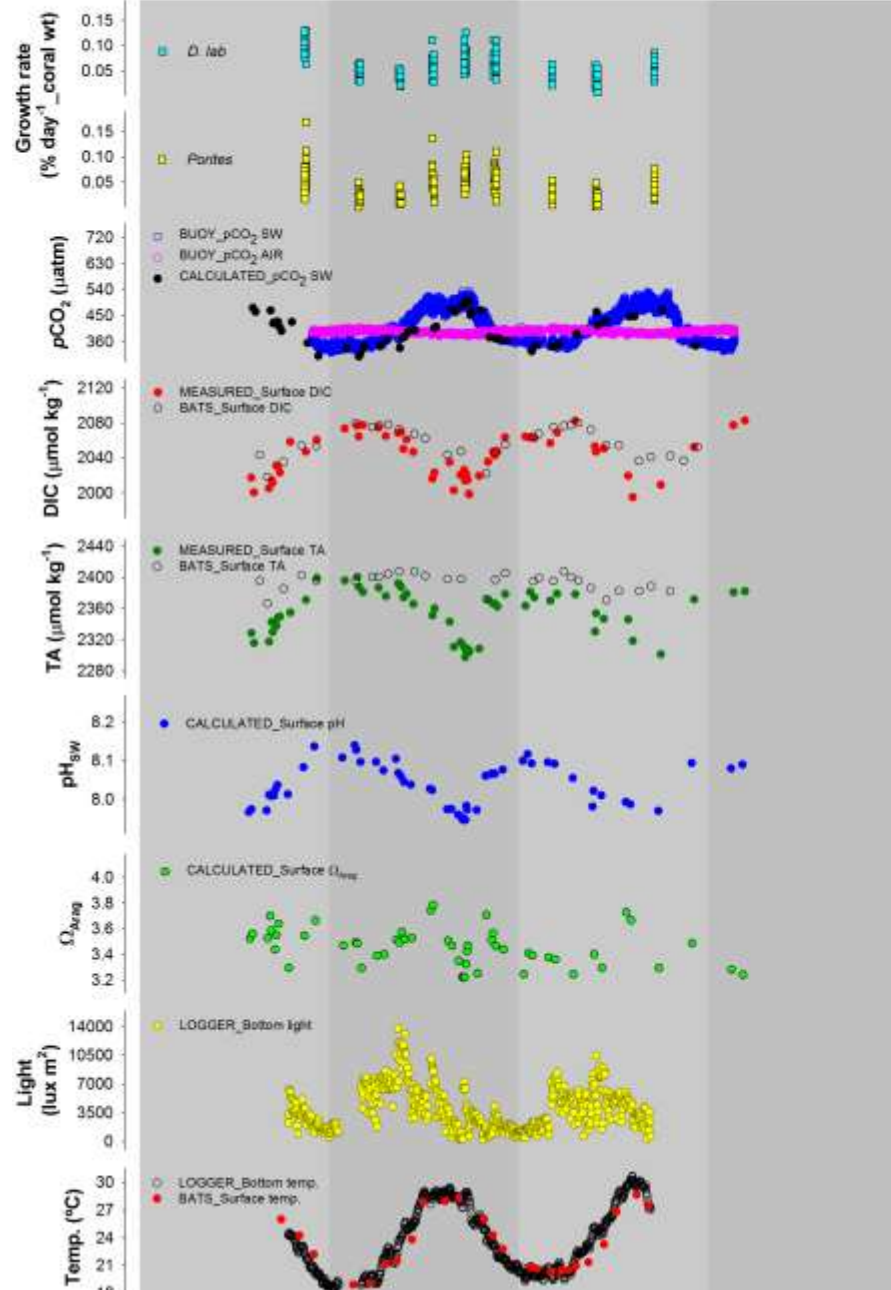 Growth rate
(% day⁻¹_coral wt)
0.15
0.10
0.05
D. lab
0.15
0.10
0.05
Porites
pCO₂ (µatm)
720
630
540
450
360
BUOY_pCO₂ SW
BUOY_pCO₂ AIR
CALCULATED_pCO₂ SW
DIC (µmol kg⁻¹)
2120
2080
2040
2000
MEASURED_Surface DIC
BATS_Surface DIC
TA (µmol kg⁻¹)
2440
2400
2360
2320
2280
MEASURED_Surface TA
BATS_Surface TA
pH_SW
8.2
8.1
8.0
CALCULATED_Surface pH
Ω_Arag
4.0
3.8
3.6
3.4
3.2
CALCULATED_Surface Ω_Arag
Light
(lux m²)
14000
10500
7000
3500
0
LOGGER_Bottom light
Temp. (ºC)
30
27
24
21
LOGGER_Bottom temp.
BATS_Surface temp.